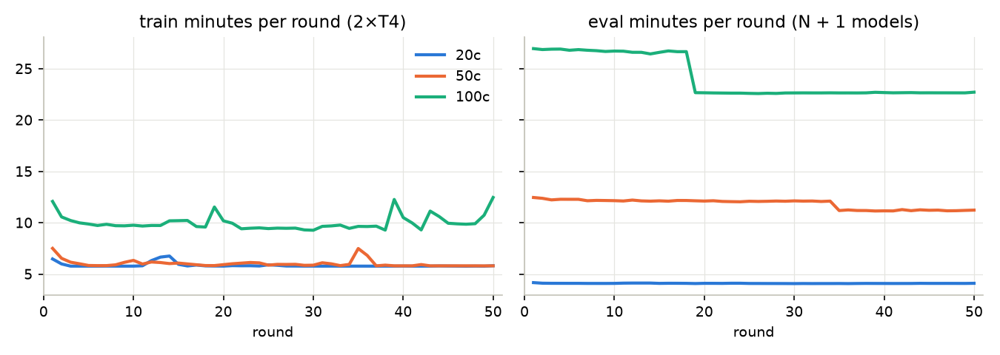 train minutes per round (2×T4)
20c
50c
100c
25
20
15
10
5
0 10 20 30 40 50
round
eval minutes per round (N + 1 models)
0 10 20 30 40 50
round